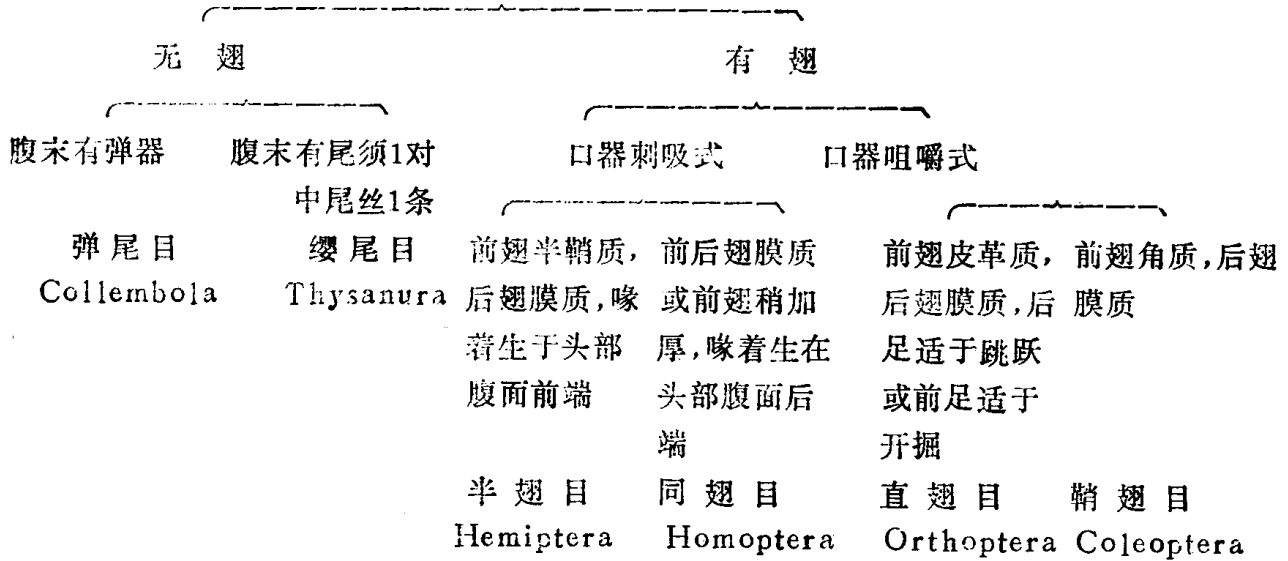 无 翅 有 翅
腹末有弹器 腹末有尾须1对 口器刺吸式 口器咀嚼式
中尾丝1条
弹 尾 目 缨 尾 目 前翅半鞘质， 前后翅膜质 前翅皮革质， 前翅角质，后翅
Collembola Thysanura 后翅膜质，喙 或前翅稍加 后翅膜质，后 膜质
着生于头部 厚，喙着生在 足适于跳跃
腹面前端 头部腹面后 或前足适于
端 开掘
半 翅 目 同 翅 目 直 翅 目 鞘 翅 目
Hemiptera Homoptera Orthoptera Coleoptera